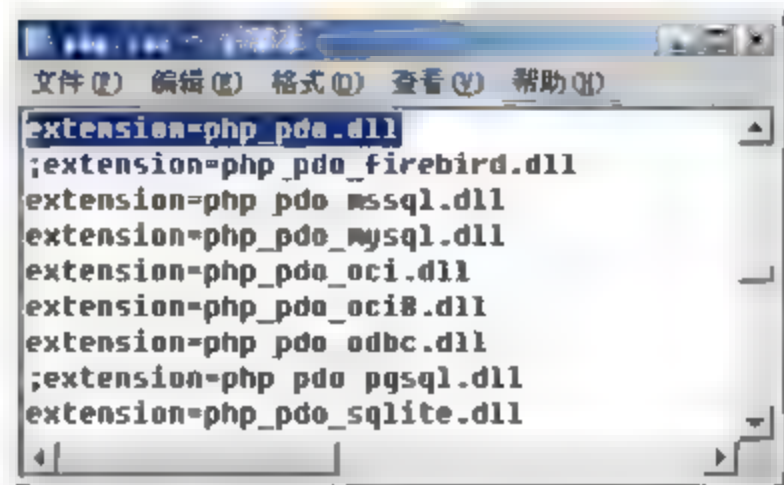 文件(F) 编辑(E) 格式(O) 查看(V) 帮助(H)
extension=php_pdo.dll
;extension=php_pdo_firebird.dll
extension=php_pdo_mssql.dll
extension=php_pdo_mysql.dll
extension=php_pdo_oci.dll
extension=php_pdo_oci8.dll
extension=php_pdo_odbc.dll
;extension=php_pdo_pgsql.dll
extension=php_pdo_sqlite.dll